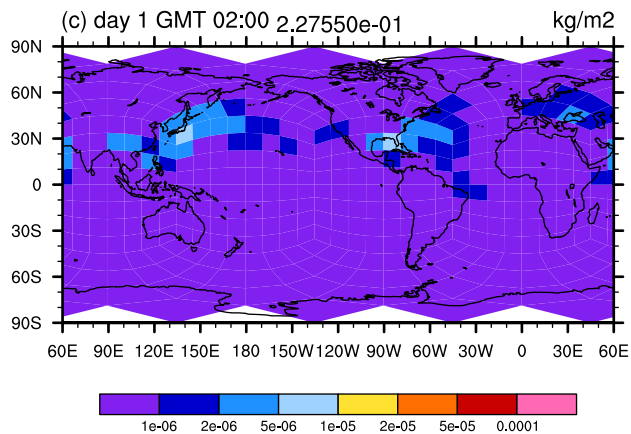 (c) day 1 GMT 02:00 2.27550e-01 kg/m2
90N
60N
30N
0
30S
60S
90S
60E 90E 120E 150E 180 150W 120W 90W 60W 30W 0 30E 60E
1e-06 2e-06 5e-06 1e-05 2e-05 5e-05 0.0001